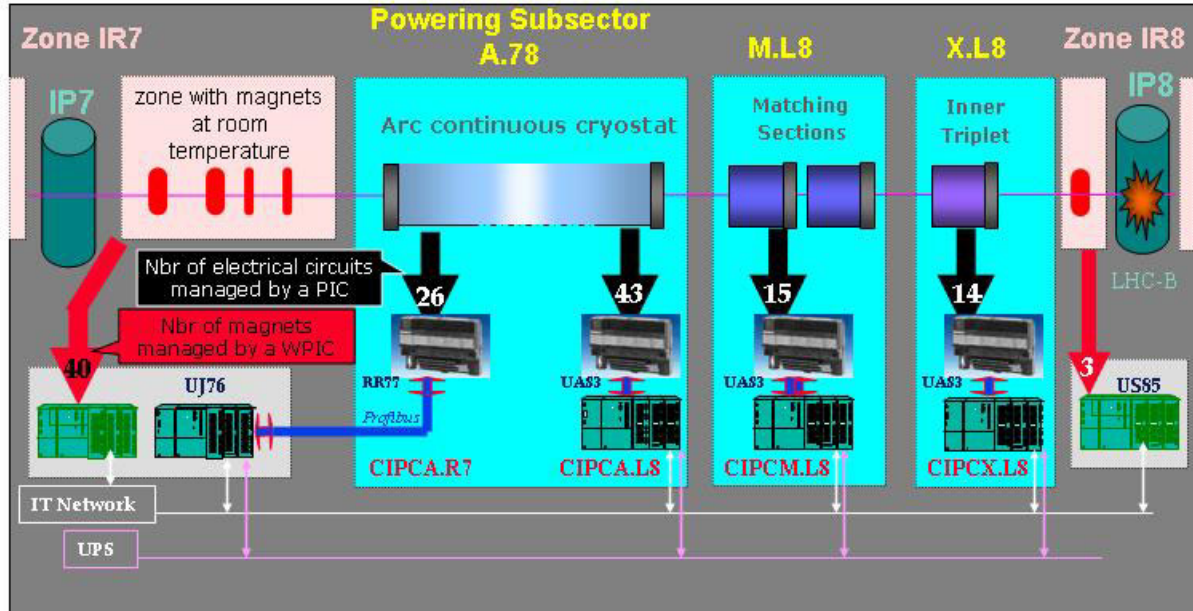 Powering Subsector
A.78
M.L8
X.L8
Zone IR7
Zone IR8
IP7
zone with magnets
at room
temperature
Arc continuous cryostat
Matching
Sections
Inner
Triplet
IP8
LHC-B
Nbr of electrical circuits
managed by a PIC
26
43
15
14
Nbr of magnets
managed by a WPIC
40
3
UJ76
RR77
UA83
UA83
UA83
US85
Profibus
CIPCA.R7
CIPCA.L8
CIPCM.L8
CIPCX.L8
IT Network
UPS